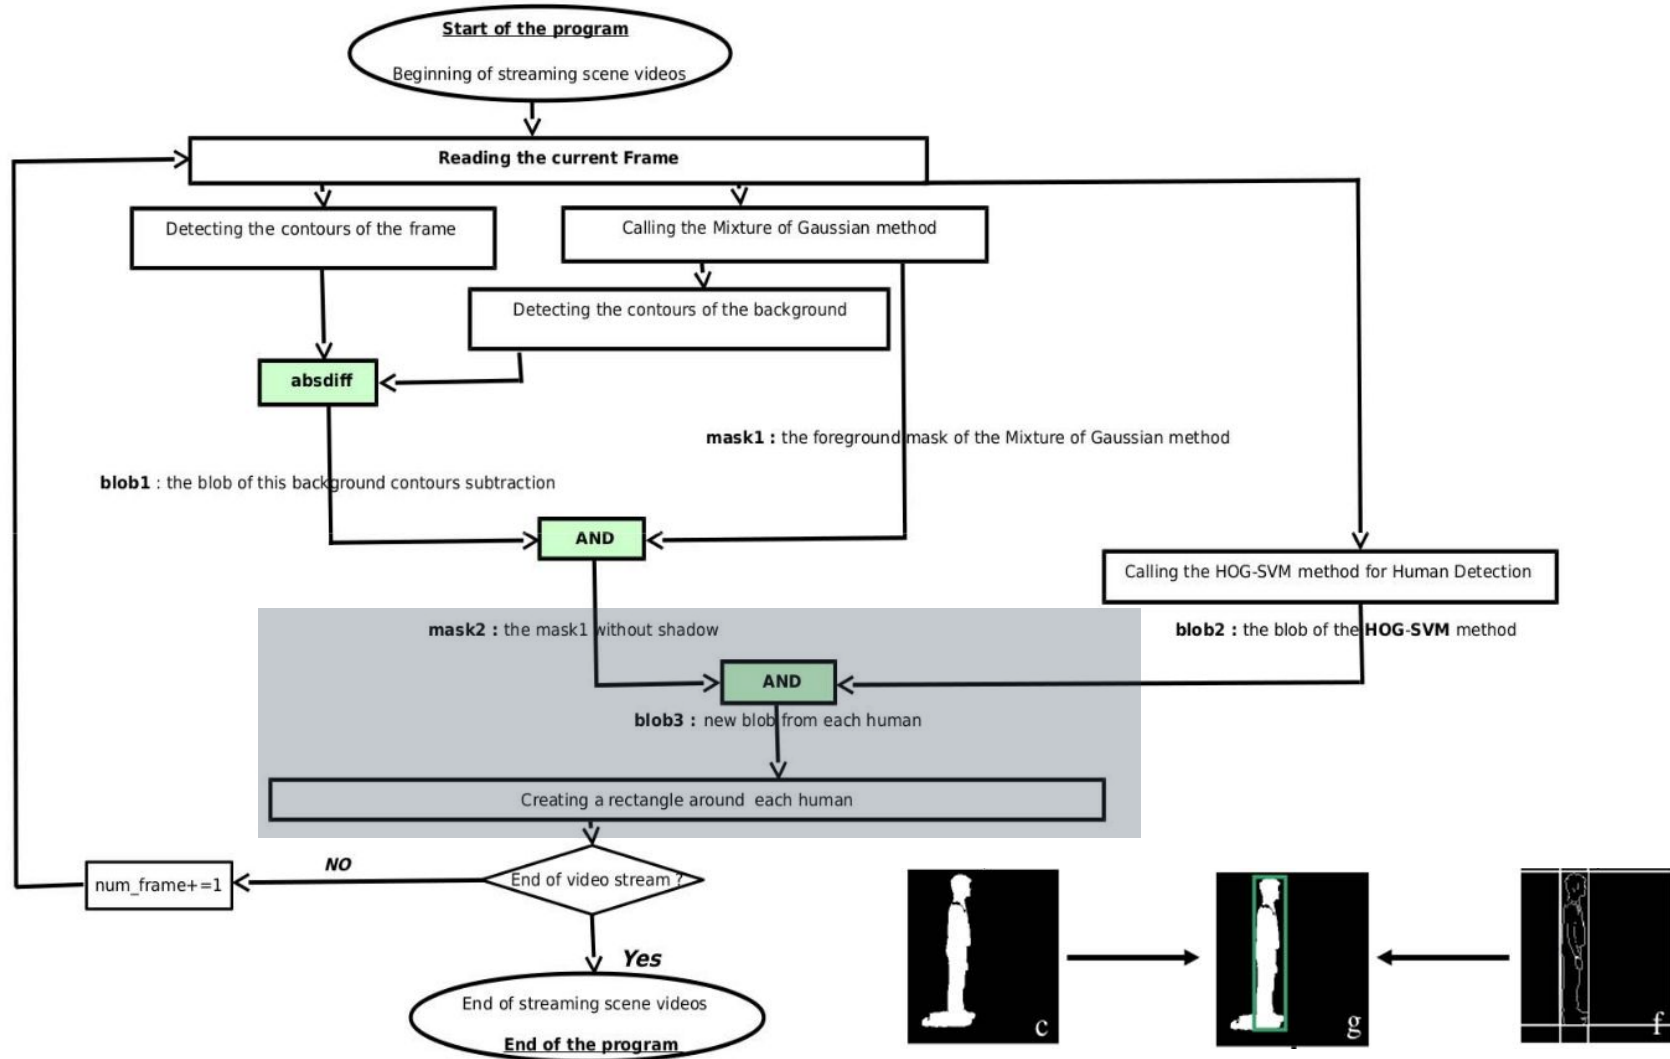 Start of the program
Beginning of streaming scene videos
Reading the current Frame
Detecting the contours of the frame
Calling the Mixture of Gaussian method
Detecting the contours of the background
absdiff
mask1 : the foreground mask of the Mixture of Gaussian method
blob1 : the blob of this background contours subtraction
AND
Calling the HOG-SVM method for Human Detection
mask2 : the mask1 without shadow
blob2 : the blob of the HOG-SVM method
AND
blob3 : new blob from each human
Creating a rectangle around each human
NO
End of video stream ?
num_frame+=1
Yes
End of streaming scene videos
End of the program
c
g
f